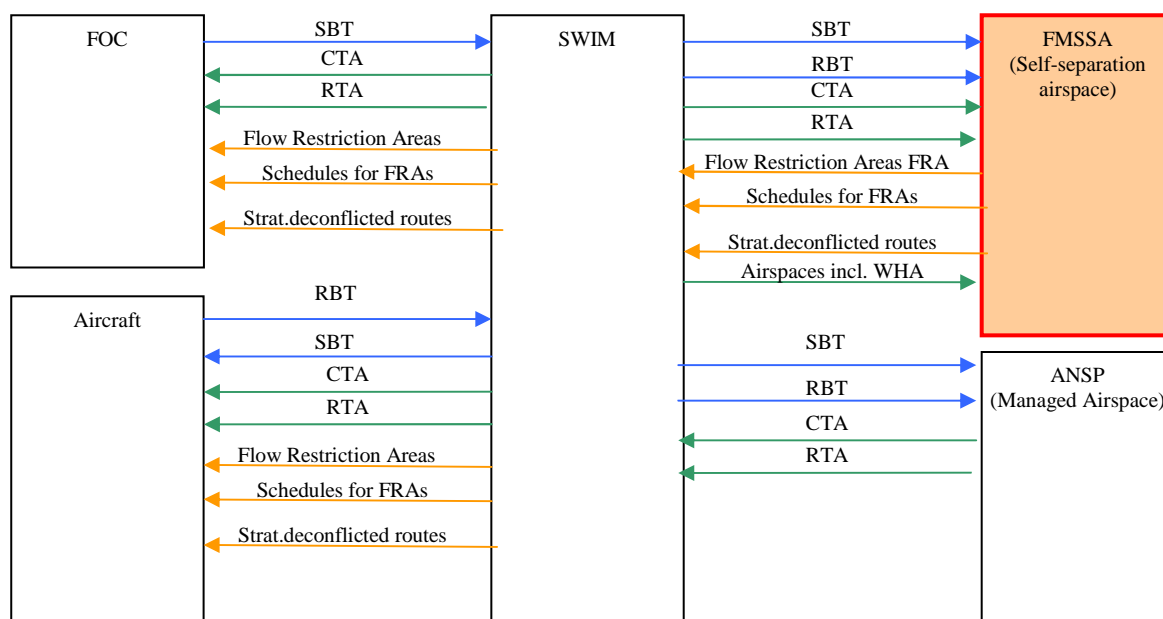 FOC
SBT
CTA
RTA
Flow Restriction Areas
Schedules for FRAs
Strat.deconflicted routes
Aircraft
RBT
SBT
CTA
RTA
Flow Restriction Areas
Schedules for FRAs
Strat.deconflicted routes
SWIM
SBT
RBT
CTA
RTA
Flow Restriction Areas FRA
Schedules for FRAs
Strat.deconflicted routes
Airspaces incl. WHA
SBT
RBT
CTA
RTA
FMSSA
(Self-separation
airspace)
ANSP
(Managed Airspace)